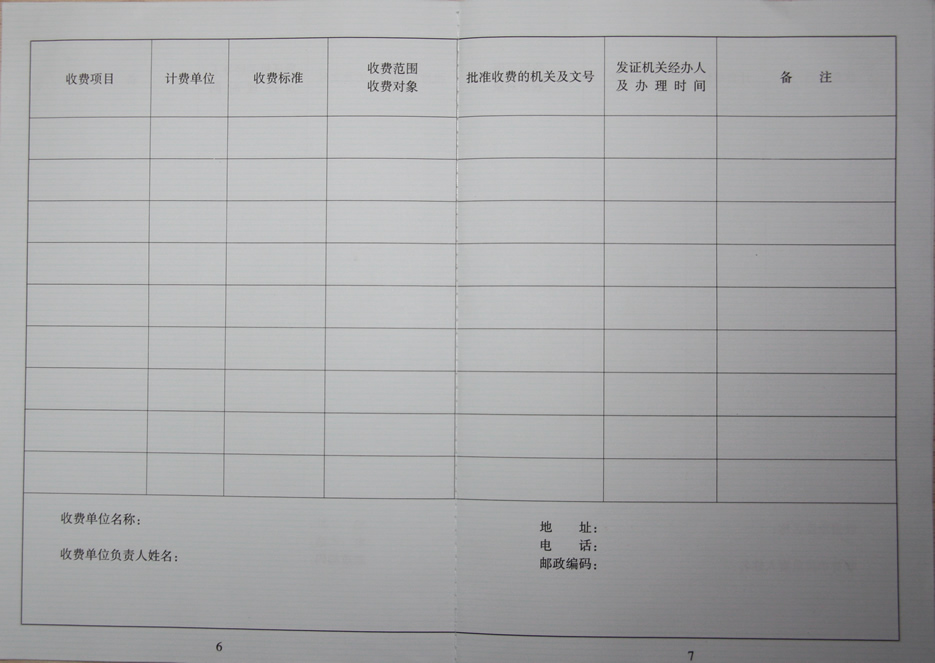 收费项目
计费单位
收费标准
收费范围
收费对象
批准收费的机关及文号
发证机关经办人
及办理时间
备 注
收费单位名称:
收费单位负责人姓名:
地 址:
电 话:
邮政编码:
6
7